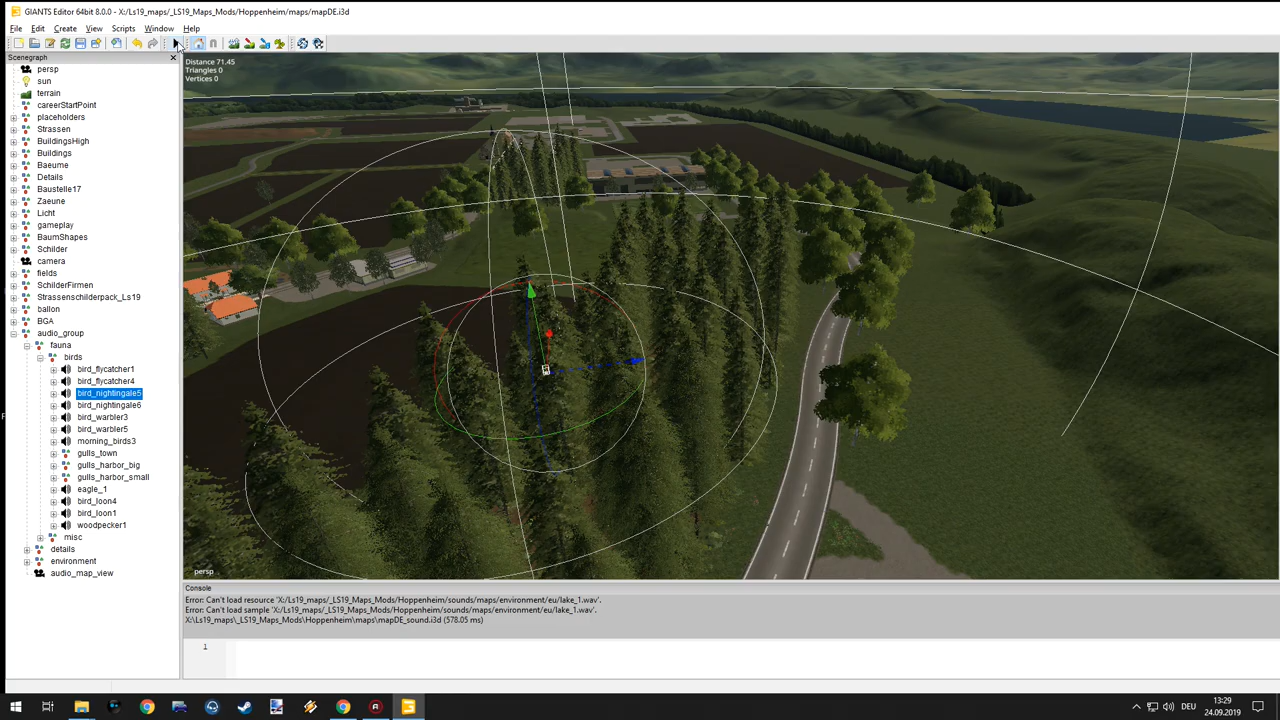 GIANTS Editor 64bit 8.0.0 - X:/Ls19_maps/_LS19_Maps_Mods/Hoppenheim/maps/mapDE.i3d
File Edit Create View Scripts Window Help
Scenegraph
persp
sun
terrain
careerStartPoint
placeholders
Strassen
BuildingsHigh
Buildings
Baeume
Details
Baustelle17
Zaeune
Licht
gameplay
BaumShapes
Schilder
camera
fields
SchilderFirmen
Strassenschilderpack_Ls19
ballon
BGA
audio_group
fauna
birds
bird_flycatcher1
bird_flycatcher4
bird_nightingale5
bird_nightingale6
bird_warbler3
bird_warbler5
morning_birds3
gulls_town
gulls_harbor_big
gulls_harbor_small
eagle_1
bird_loon4
bird_loon1
woodpecker1
misc
details
environment
audio_map_view
Distance 71.45
Triangles 0
Vertices 0
persp
Console
Error: Can't load resource 'X:/Ls19_maps/_LS19_Maps_Mods/Hoppenheim/sounds/maps/environment/eu/lake_1.wav'.
Error: Can't load sample 'X:/Ls19_maps/_LS19_Maps_Mods/Hoppenheim/sounds/maps/environment/eu/lake_1.wav'.
X:\Ls19_maps\_LS19_Maps_Mods\Hoppenheim\maps\mapDE_sound.i3d (578.05 ms)
1
DEU
13:29
24.09.2019